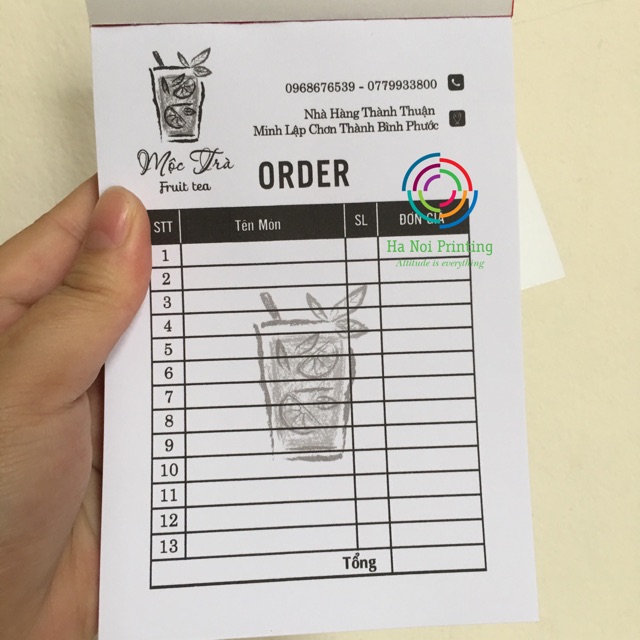 0968676539 - 0779933800
Nhà Hàng Thành Thuận
Minh Lập Chơn Thành Bình Phước
Mộc Trà
Fruit tea
ORDER
STT Tên Món SL ĐƠN GIÁ
Ha Noi Printing
Attitude is everything
1
2
3
4
5
6
7
8
9
10
11
12
13
Tổng